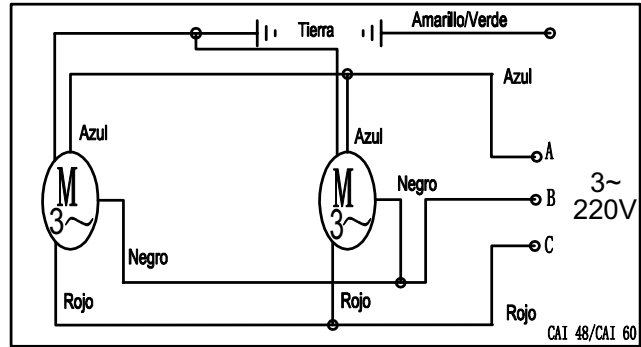 Tierra
Amarillo/Verde
Azul
Azul
Azul
A
M
3~
M
3~
Negro
B
3~
220V
C
Negro
Rojo
Rojo
Rojo
CAI 48/CAI 60